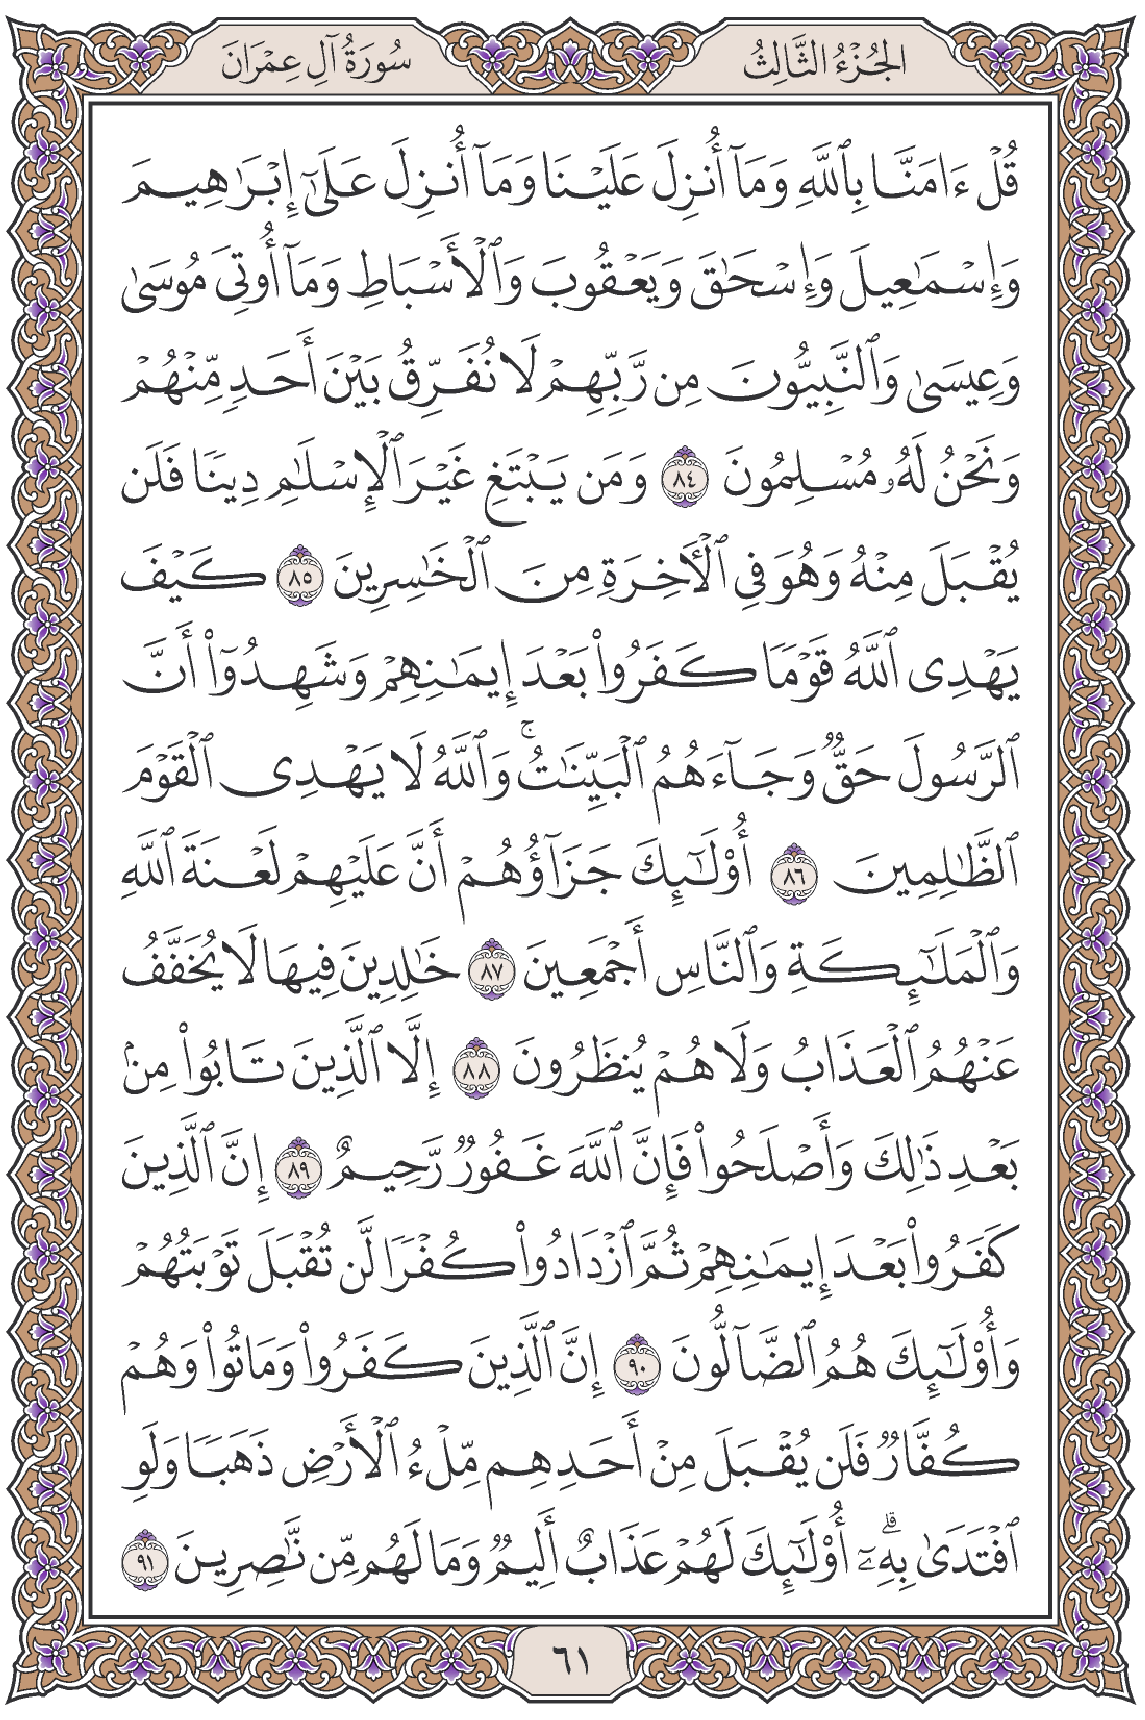 الجُزْءُ الثَّالِثُ
سُورَةُ آلِ عِمْرَانَ
قُلْ ءَامَنَّا بِٱللَّهِ وَمَآ أُنزِلَ عَلَيْنَا وَمَآ أُنزِلَ عَلَىٰٓ إِبْرَٰهِيمَ
وَإِسْمَٰعِيلَ وَإِسْحَٰقَ وَيَعْقُوبَ وَٱلْأَسْبَاطِ وَمَآ أُوتِىَ مُوسَىٰ
وَعِيسَىٰ وَٱلنَّبِيُّونَ مِن رَّبِّهِمْ لَا نُفَرِّقُ بَيْنَ أَحَدٍ مِّنْهُمْ
وَنَحْنُ لَهُۥ مُسْلِمُونَ ٨٤ وَمَن يَبْتَغِ غَيْرَ ٱلْإِسْلَٰمِ دِينًا فَلَن
يُقْبَلَ مِنْهُ وَهُوَ فِى ٱلْأَخِرَةِ مِنَ ٱلْخَٰسِرِينَ ٨٥ كَيْفَ
يَهْدِى ٱللَّهُ قَوْمًا كَفَرُوا۟ بَعْدَ إِيمَٰنِهِمْ وَشَهِدُوٓا۟ أَنَّ
ٱلرَّسُولَ حَقٌّ وَجَآءَهُمُ ٱلْبَيِّنَٰتُ ۚ وَٱللَّهُ لَا يَهْدِى ٱلْقَوْمَ
ٱلظَّٰلِمِينَ ٨٦ أُو۟لَٰٓئِكَ جَزَآؤُهُمْ أَنَّ عَلَيْهِمْ لَعْنَةَ ٱللَّهِ
وَٱلْمَلَٰٓئِكَةِ وَٱلنَّاسِ أَجْمَعِينَ ٨٧ خَٰلِدِينَ فِيهَا لَا يُخَفَّفُ
عَنْهُمُ ٱلْعَذَابُ وَلَا هُمْ يُنظَرُونَ ٨٨ إِلَّا ٱلَّذِينَ تَابُوا۟ مِنۢ
بَعْدِ ذَٰلِكَ وَأَصْلَحُوا۟ فَإِنَّ ٱللَّهَ غَفُورٌ رَّحِيمٌ ٨٩ إِنَّ ٱلَّذِينَ
كَفَرُوا۟ بَعْدَ إِيمَٰنِهِمْ ثُمَّ ٱزْدَادُوا۟ كُفْرًا لَّن تُقْبَلَ تَوْبَتُهُمْ
وَأُو۟لَٰٓئِكَ هُمُ ٱلضَّآلُّونَ ٩٠ إِنَّ ٱلَّذِينَ كَفَرُوا۟ وَمَاتُوا۟ وَهُمْ
كُفَّارٌ فَلَن يُقْبَلَ مِنْ أَحَدِهِم مِّلْءُ ٱلْأَرْضِ ذَهَبًا وَلَوِ
ٱفْتَدَىٰ بِهِۦٓ ۗ أُو۟لَٰٓئِكَ لَهُمْ عَذَابٌ أَلِيمٌ وَمَا لَهُم مِّن نَّٰصِرِينَ ٩١
٦١